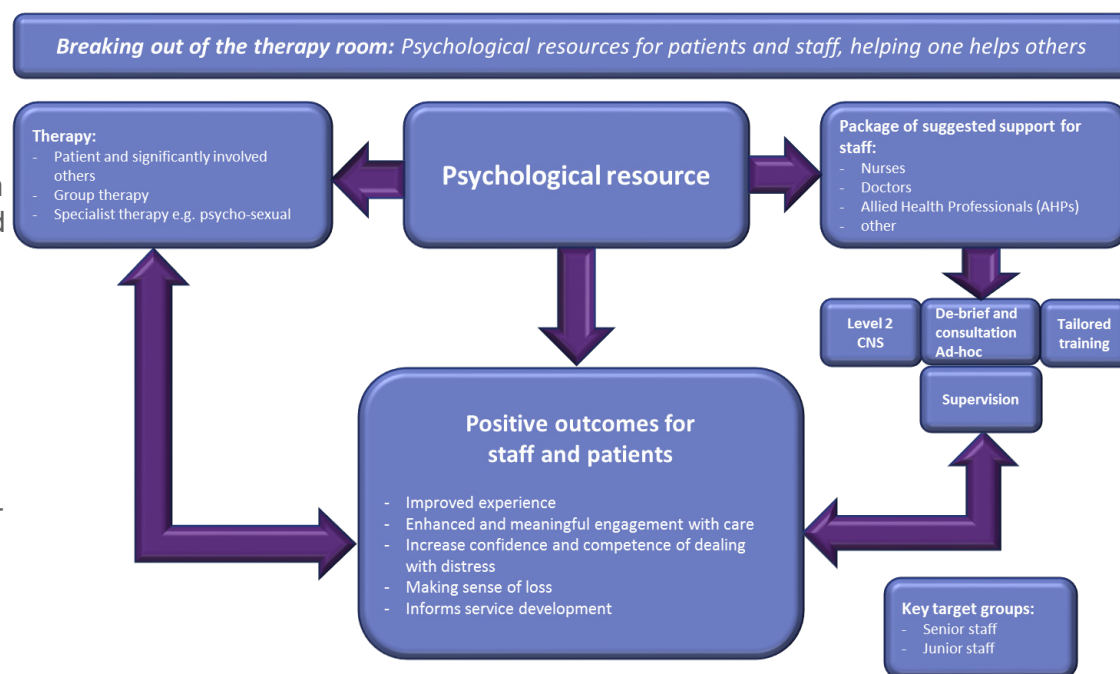 Breaking out of the therapy room: Psychological resources for patients and staff, helping one helps others
Therapy:
- Patient and significantly involved
others
- Group therapy
- Specialist therapy e.g. psycho-sexual
Psychological resource
Package of suggested support for
staff:
- Nurses
- Doctors
- Allied Health Professionals (AHPs)
- other
Level 2
CNS
De-brief and
consultation
Ad-hoc
Tailored
training
Supervision
Positive outcomes for
staff and patients
- Improved experience
- Enhanced and meaningful engagement with care
- Increase confidence and competence of dealing
with distress
- Making sense of loss
- Informs service development
Key target groups:
- Senior staff
- Junior staff